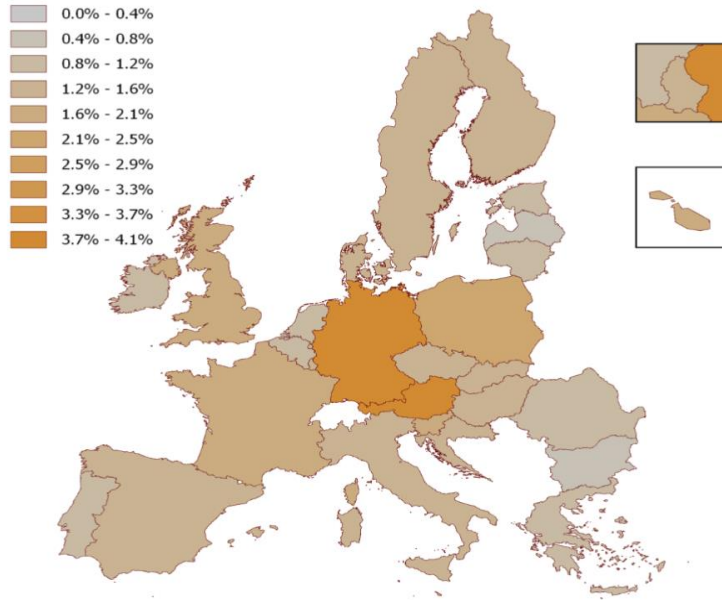 0.0% - 0.4%
0.4% - 0.8%
0.8% - 1.2%
1.2% - 1.6%
1.6% - 2.1%
2.1% - 2.5%
2.5% - 2.9%
2.9% - 3.3%
3.3% - 3.7%
3.7% - 4.1%